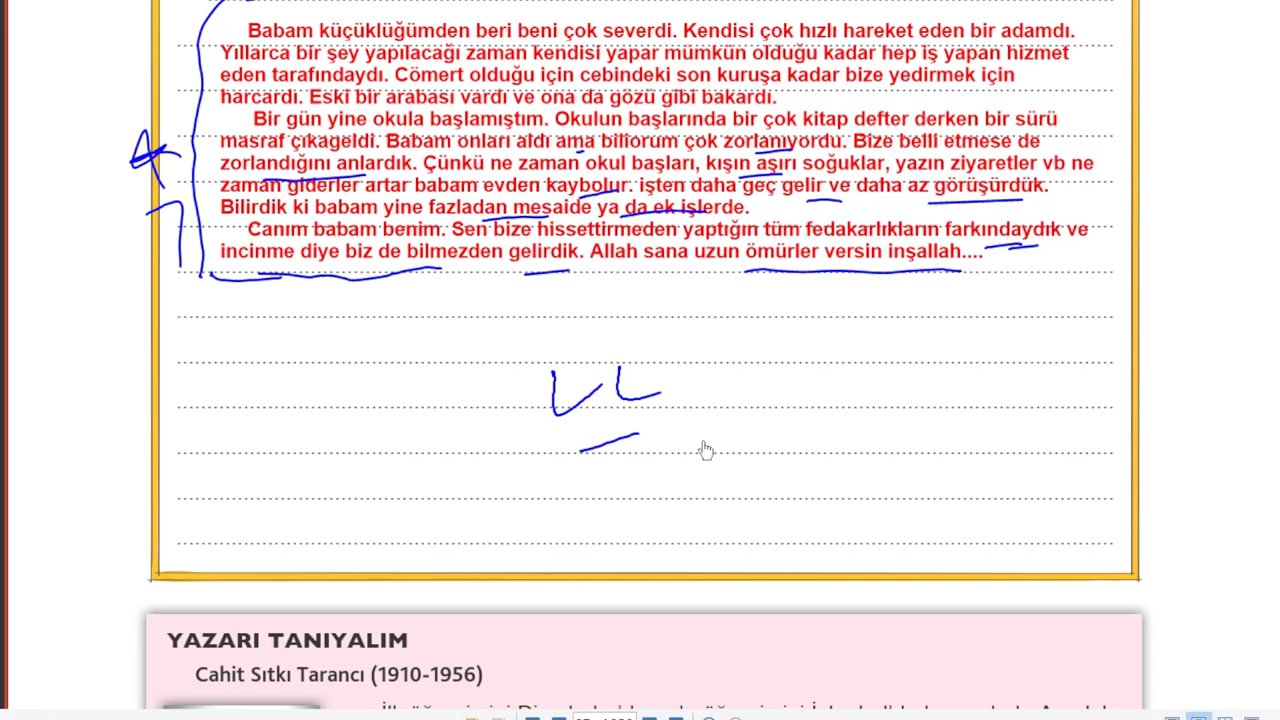 Babam küçüklüğümden beri beni çok severdi. Kendisi çok hızlı hareket eden bir adamdı.
Yıllarca bir şey yapılacağı zaman kendisi yapar mümkün olduğu kadar hep iş yapan hizmet
eden tarafındaydı. Cömert olduğu için cebindeki son kuruşa kadar bize yedirmek için
harcardı. Eski bir arabası vardı ve ona da gözü gibi bakardı.
Bir gün yine okula başlamıştım. Okulun başlarında bir çok kitap defter derken bir sürü
masraf çıkageldi. Babam onları aldı ama biliorum çok zorlanıyordu. Bize belli etmese de
zorlandığını anlardık. Çünkü ne zaman okul başları, kışın aşırı soğuklar, yazın ziyaretler vb ne
zaman giderler artar babam evden kaybolur. işten daha geç gelir ve daha az görüşürdük.
Bilirdik ki babam yine fazladan mesaide ya da ek işlerde.
Canım babam benim. Sen bize hissettirmeden yaptığın tüm fedakarlıkların farkındaydık ve
incinme diye biz de bilmezden gelirdik. Allah sana uzun ömürler versin inşallah....
YAZARI TANIYALIM
Cahit Sıtkı Tarancı (1910-1956)